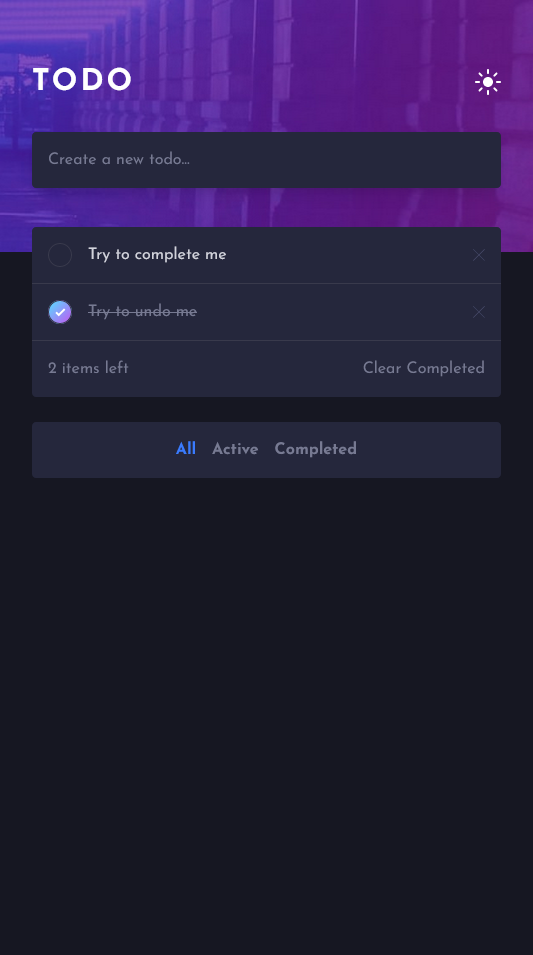 TODO
Create a new todo...
Try to complete me
Try to undo me
2 items left Clear Completed
All Active Completed